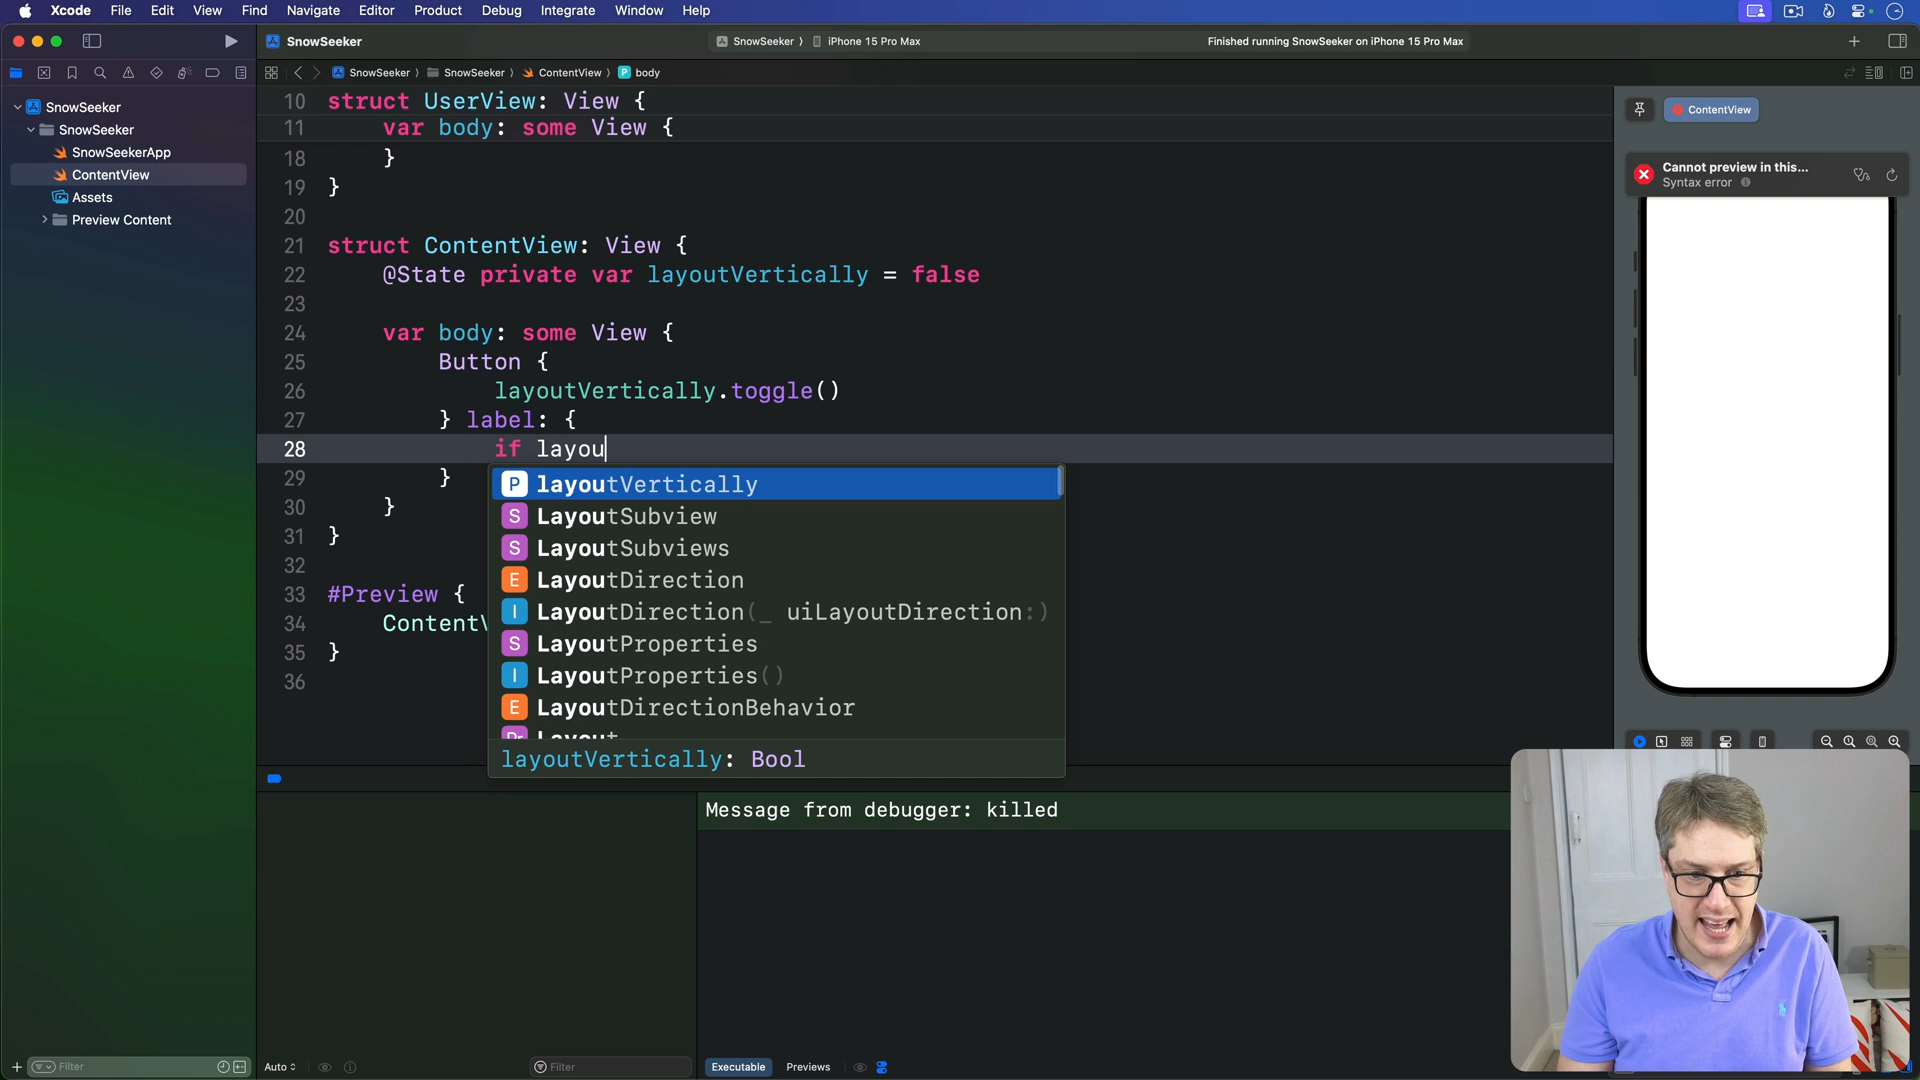 Xcode File Edit View Find Navigate Editor Product Debug Integrate Window Help
SnowSeeker
SnowSeeker 〉 iPhone 15 Pro Max
Finished running SnowSeeker on iPhone 15 Pro Max
SnowSeeker 〉 SnowSeeker 〉 ContentView 〉 P body
SnowSeeker
SnowSeeker
SnowSeekerApp
ContentView
Assets
Preview Content
10 struct UserView: View {
11 var body: some View {
18 }
19 }
20
21 struct ContentView: View {
22 @State private var layoutVertically = false
23
24 var body: some View {
25 Button {
26 layoutVertically.toggle()
27 } label: {
28 if layou
29 }
30 }
31 }
32
33 #Preview {
34 ContentV
35 }
36
P layoutVertically
S LayoutSubview
S LayoutSubviews
E LayoutDirection
I LayoutDirection(_ uiLayoutDirection:)
S LayoutProperties
I LayoutProperties()
E LayoutDirectionBehavior
Pr Layout
layoutVertically: Bool
ContentView
Cannot preview in this...
Syntax error
Message from debugger: killed
Filter
Auto
Filter
Executable Previews